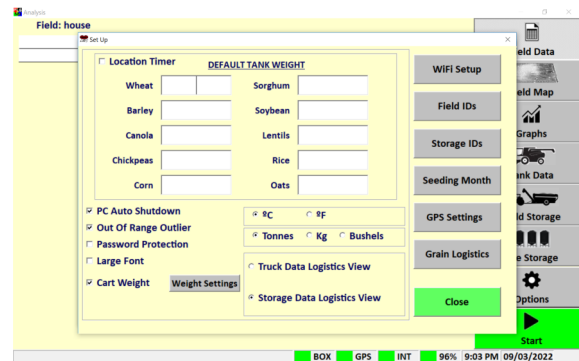 Analysis
Field: house
Set Up
Location Timer
DEFAULT TANK WEIGHT
Wheat
Sorghum
Barley
Soybean
Canola
Lentils
Chickpeas
Rice
Corn
Oats
PC Auto Shutdown
Out Of Range Outlier
Password Protection
Large Font
Cart Weight
Weight Settings
ºC
ºF
Tonnes
Kg
Bushels
Truck Data Logistics View
Storage Data Logistics View
WiFi Setup
Field IDs
Storage IDs
Seeding Month
GPS Settings
Grain Logistics
Close
eld Data
eld Map
Graphs
nk Data
ld Storage
e Storage
Options
Start
BOX GPS INT 96% 9:03 PM 09/03/2022